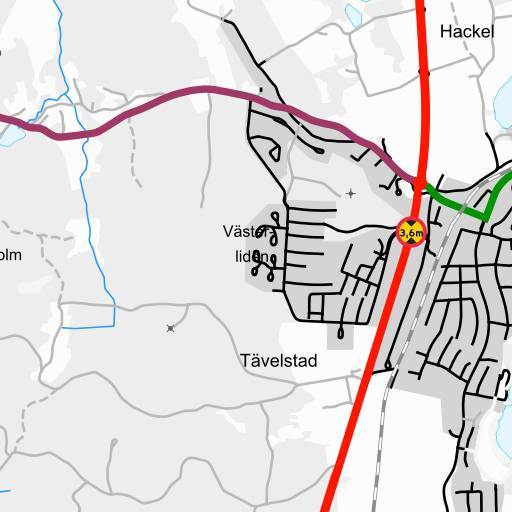 Hackel
Väster-
liden
olm
3,6m
Tävelstad